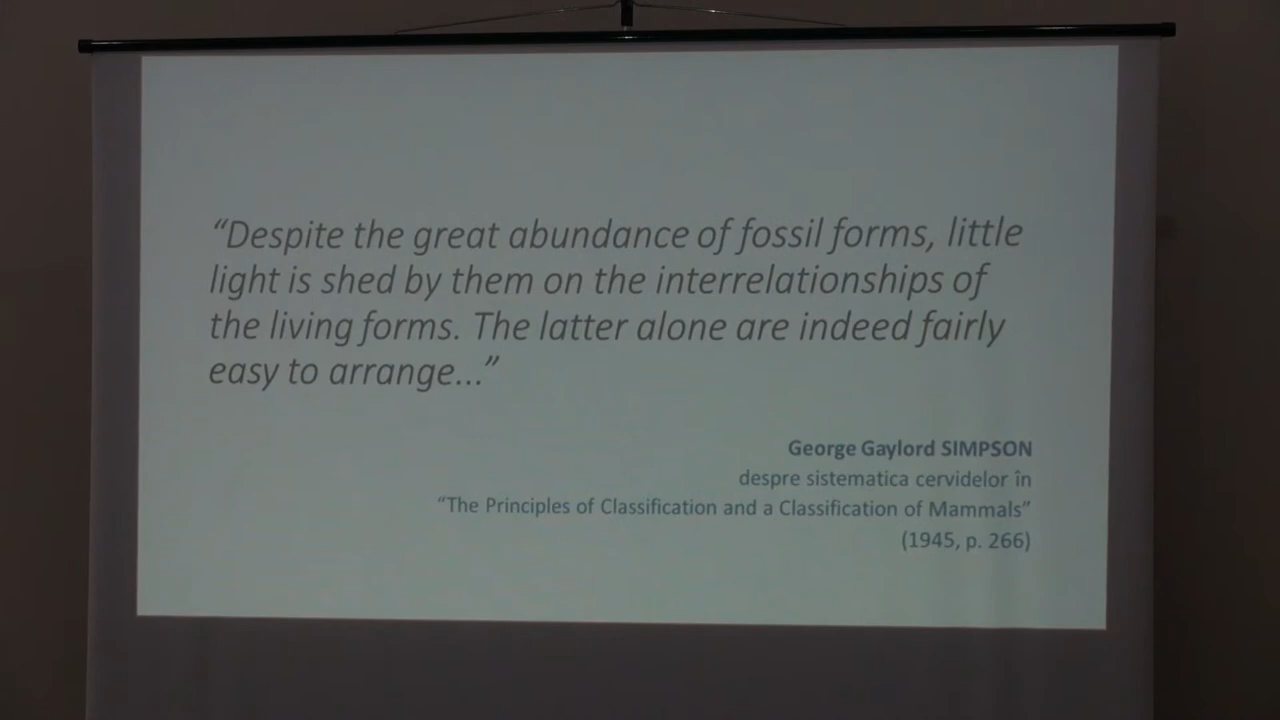 “Despite the great abundance of fossil forms, little
light is shed by them on the interrelationships of
the living forms. The latter alone are indeed fairly
easy to arrange...”
George Gaylord SIMPSON
despre sistematica cervidelor în
“The Principles of Classification and a Classification of Mammals”
(1945, p. 266)